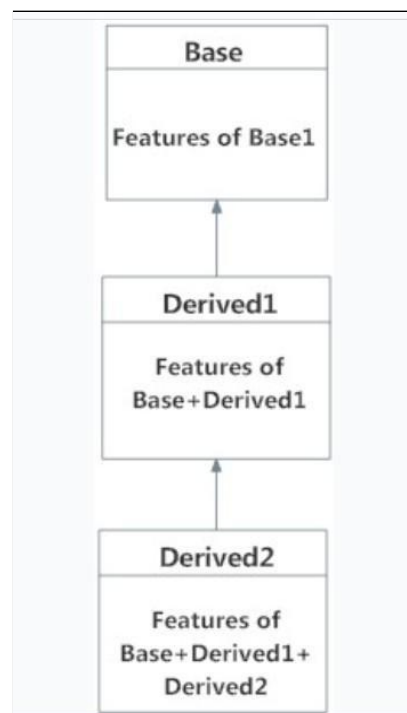 Base
Features of Base1
Derived1
Features of
Base+Derived1
Derived2
Features of
Base+Derived1+
Derived2